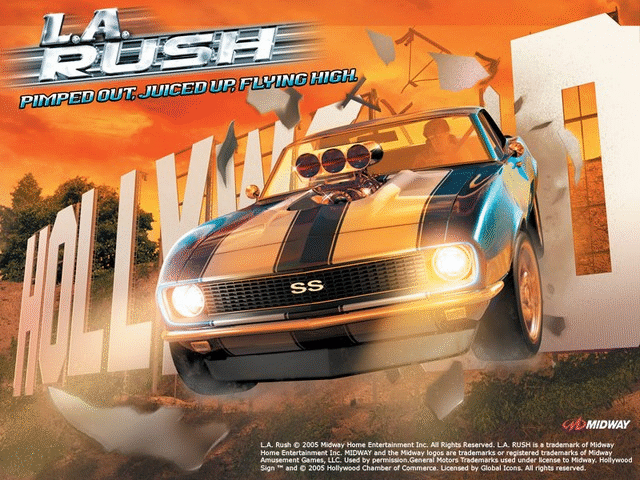 L.A.
RUSH
PIMPED OUT, JUICED UP, FLYING HIGH.
HOLLYW D
SS
MIDWAY
L.A. Rush © 2005 Midway Home Entertainment Inc. All Rights Reserved. L.A. RUSH is a trademark of Midway
Home Entertainment Inc. MIDWAY and the Midway logos are trademarks or registered trademarks of Midway
Amusement Games, LLC. Used by permission.General Motors Trademarks used under license to Midway. Hollywood
Sign ™ and © 2005 Hollywood Chamber of Commerce. Licensed by Global Icons. All rights reserved.